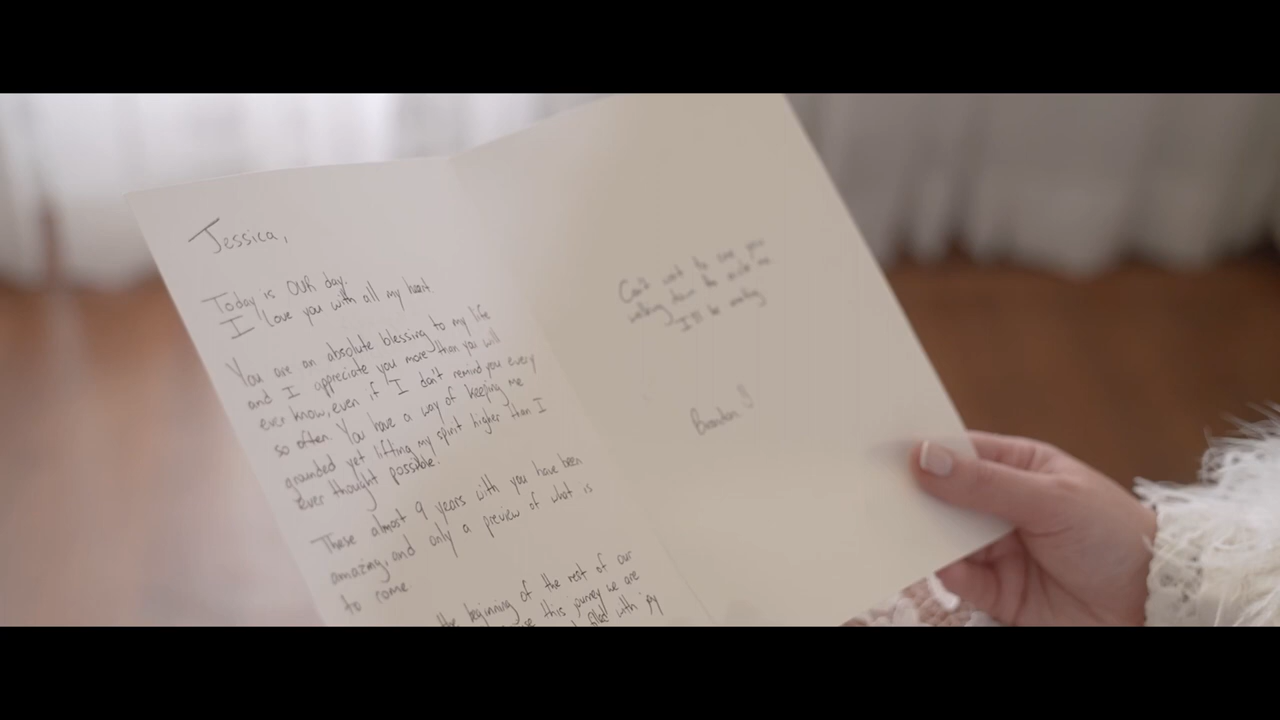 Jessica,
Today is OUR day.
I love you with all my heart.
You are an absolute blessing to my life
and I appreciate you more than you will
ever know, even if I don't remind you every
so often. You have a way of keeping me
grounded yet lifting my spirit higher than I
ever thought possible.
These almost 9 years with you have been
amazing, and only a preview of what is
to come
the beginning of the rest of our
this journey we are
filled with joy
Can't wait to see you
walking down the aisle to me.
I'll be waiting